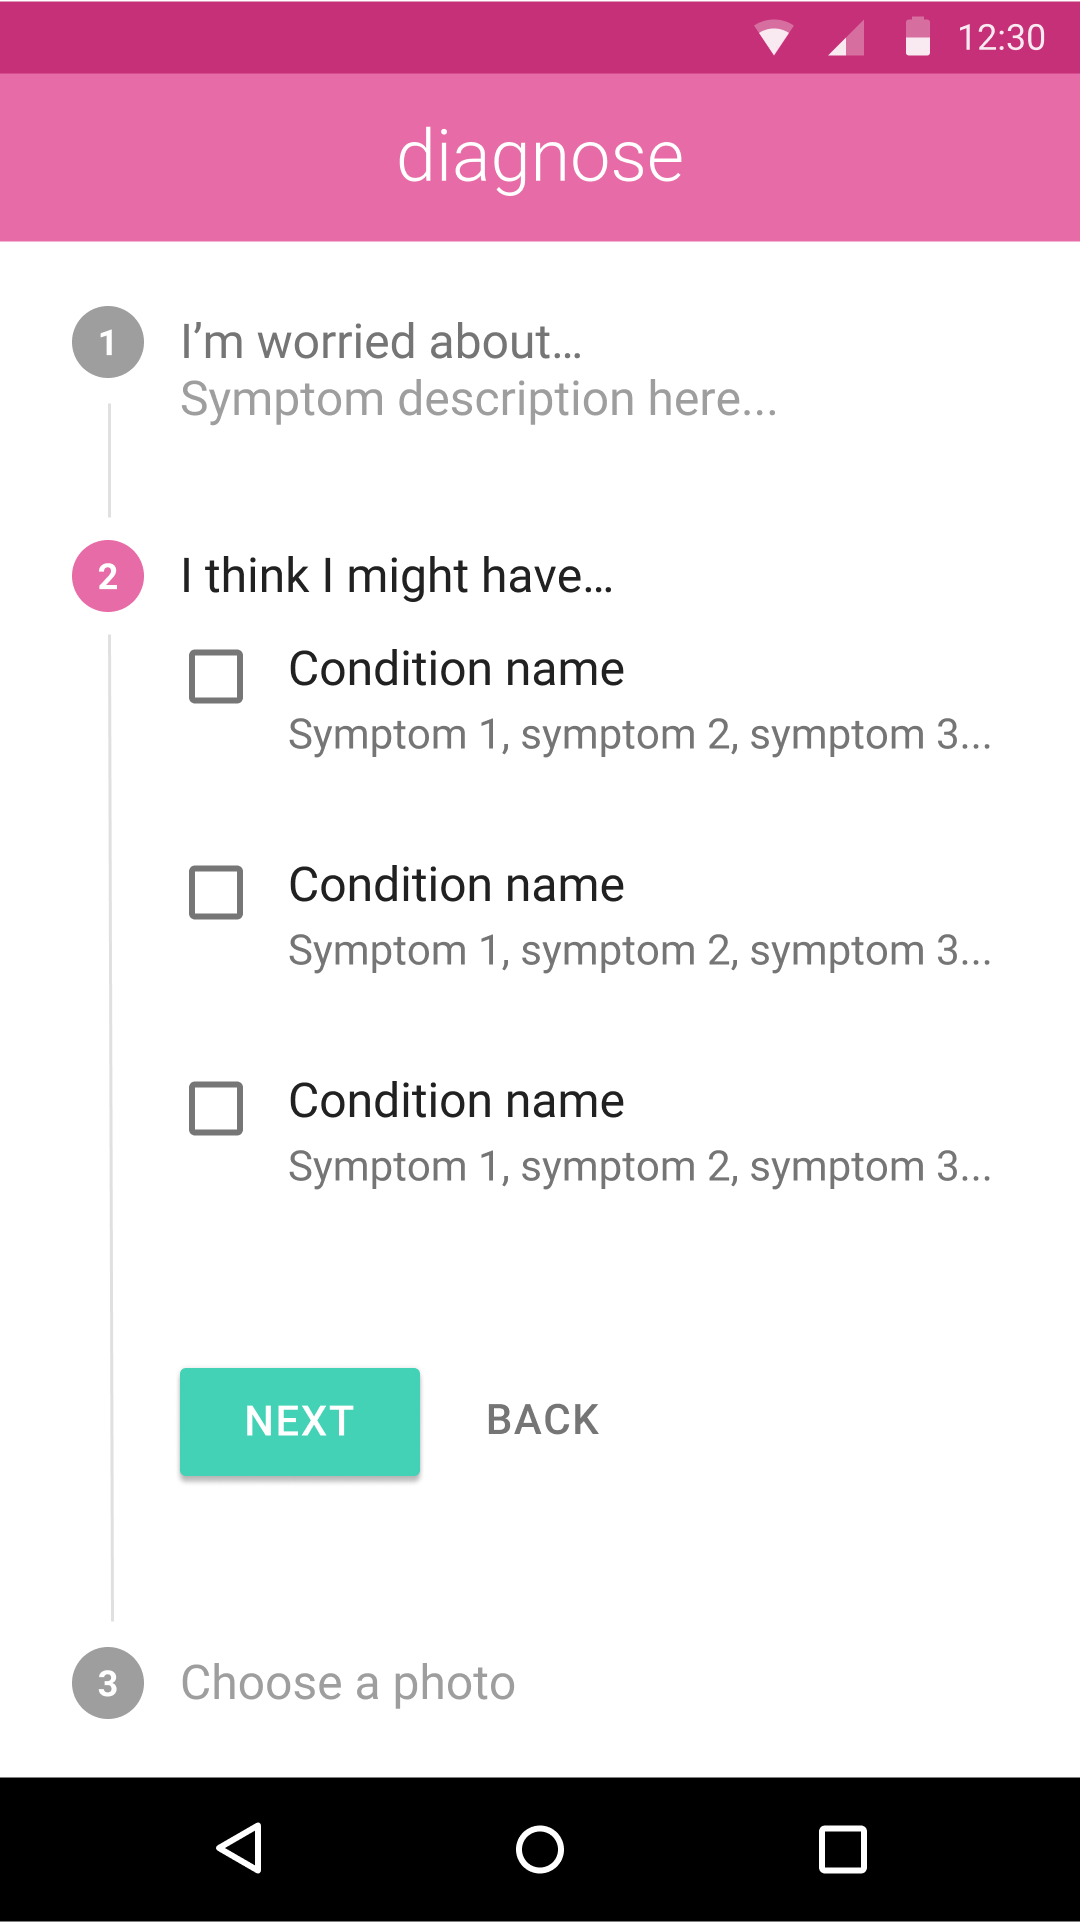 12:30
diagnose
1
I’m worried about…
Symptom description here...
2
I think I might have…
Condition name
Symptom 1, symptom 2, symptom 3...
Condition name
Symptom 1, symptom 2, symptom 3...
Condition name
Symptom 1, symptom 2, symptom 3...
NEXT BACK
3
Choose a photo